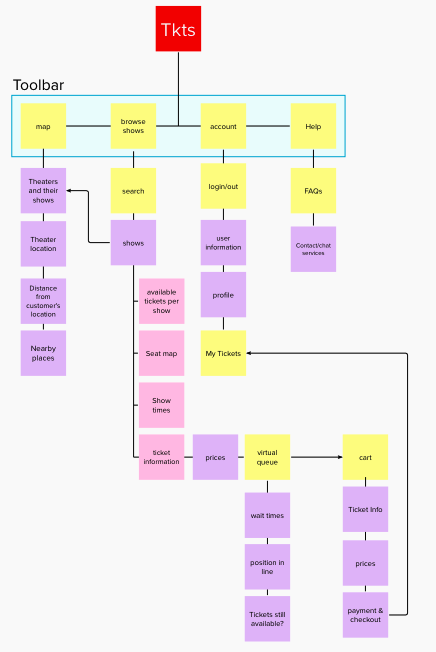 Tkts
Toolbar
map
browse
shows
account
Help
Theaters
and their
shows
search
login/out
FAQs
Theater
location
shows
user
information
Contact/chat
services
Distance
from
customer's
location
available
tickets per
show
profile
Nearby
places
Seat map
My Tickets
Show
times
ticket
information
prices
virtual
queue
cart
wait times
Ticket Info
position in
line
prices
Tickets still
available?
payment &
checkout